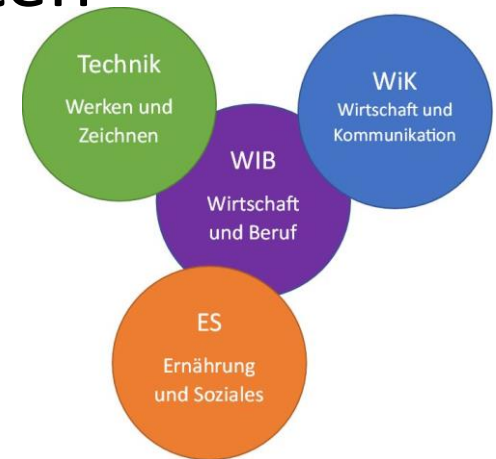 Technik
Werken und
Zeichnen
WiK
Wirtschaft und
Kommunikation
WIB
Wirtschaft
und Beruf
ES
Ernährung
und Soziales